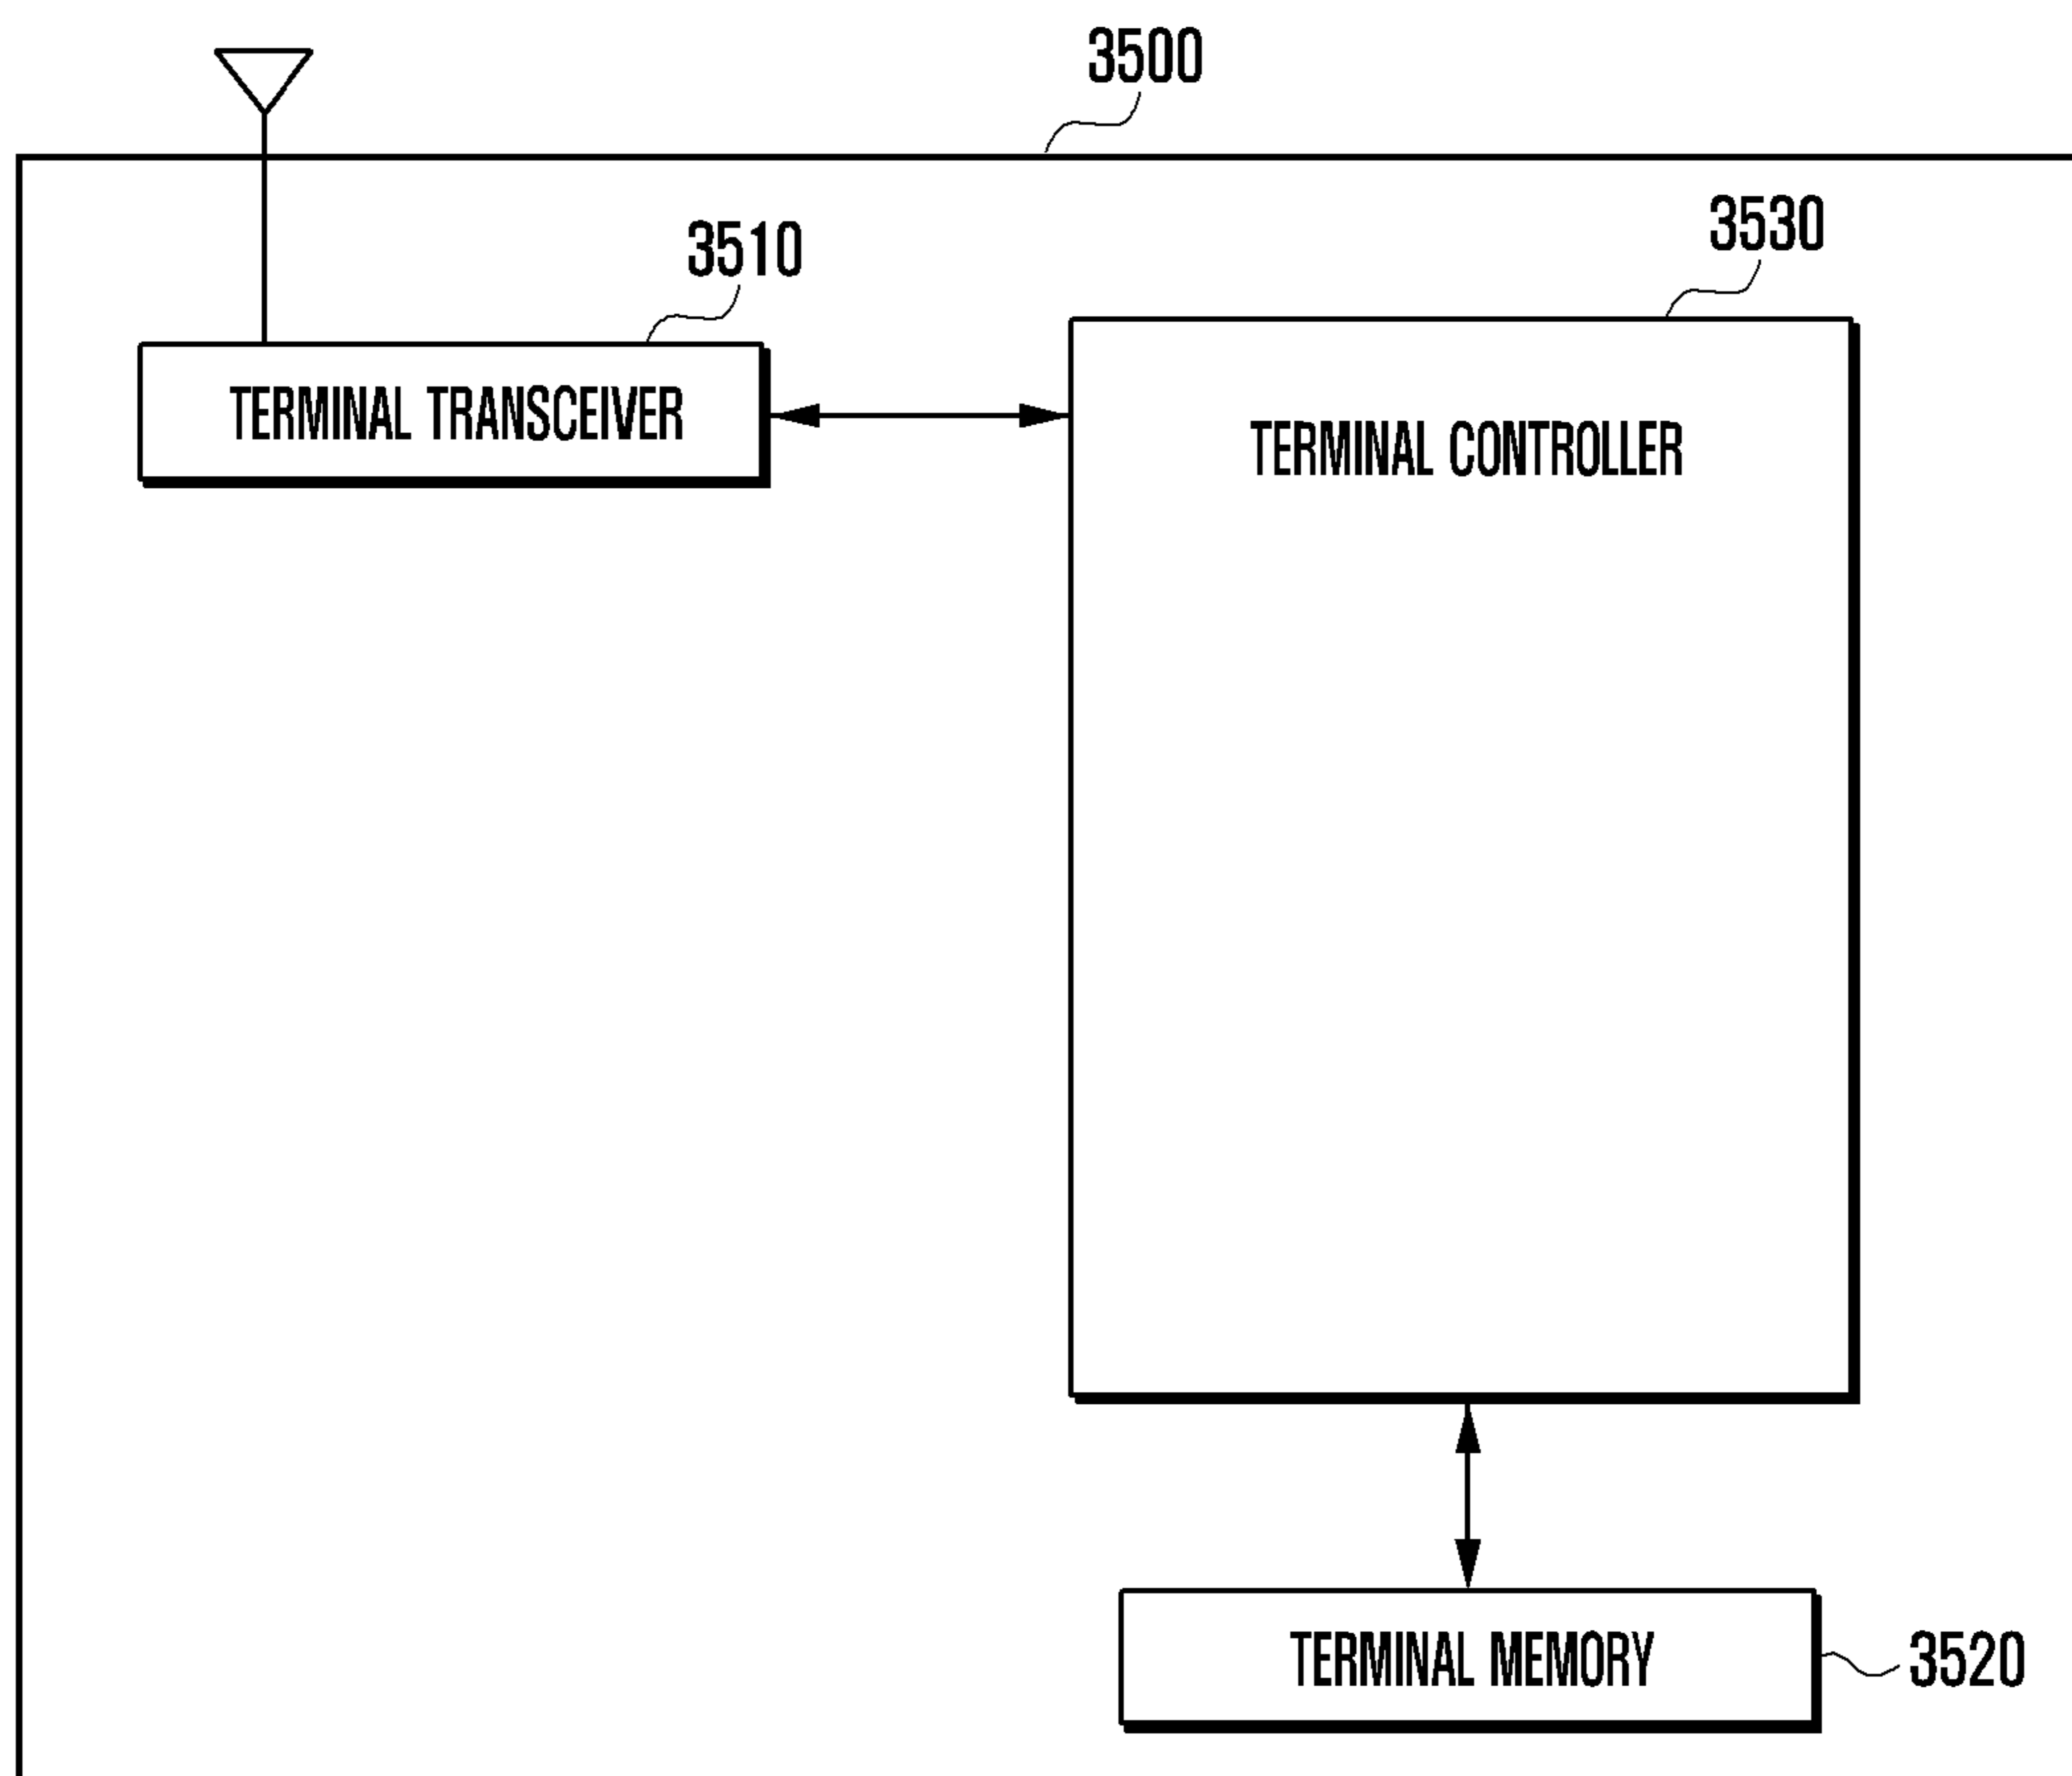 3500
3510
3530
TERMINAL TRANSCEIVER
TERMINAL CONTROLLER
TERMINAL MEMORY
3520